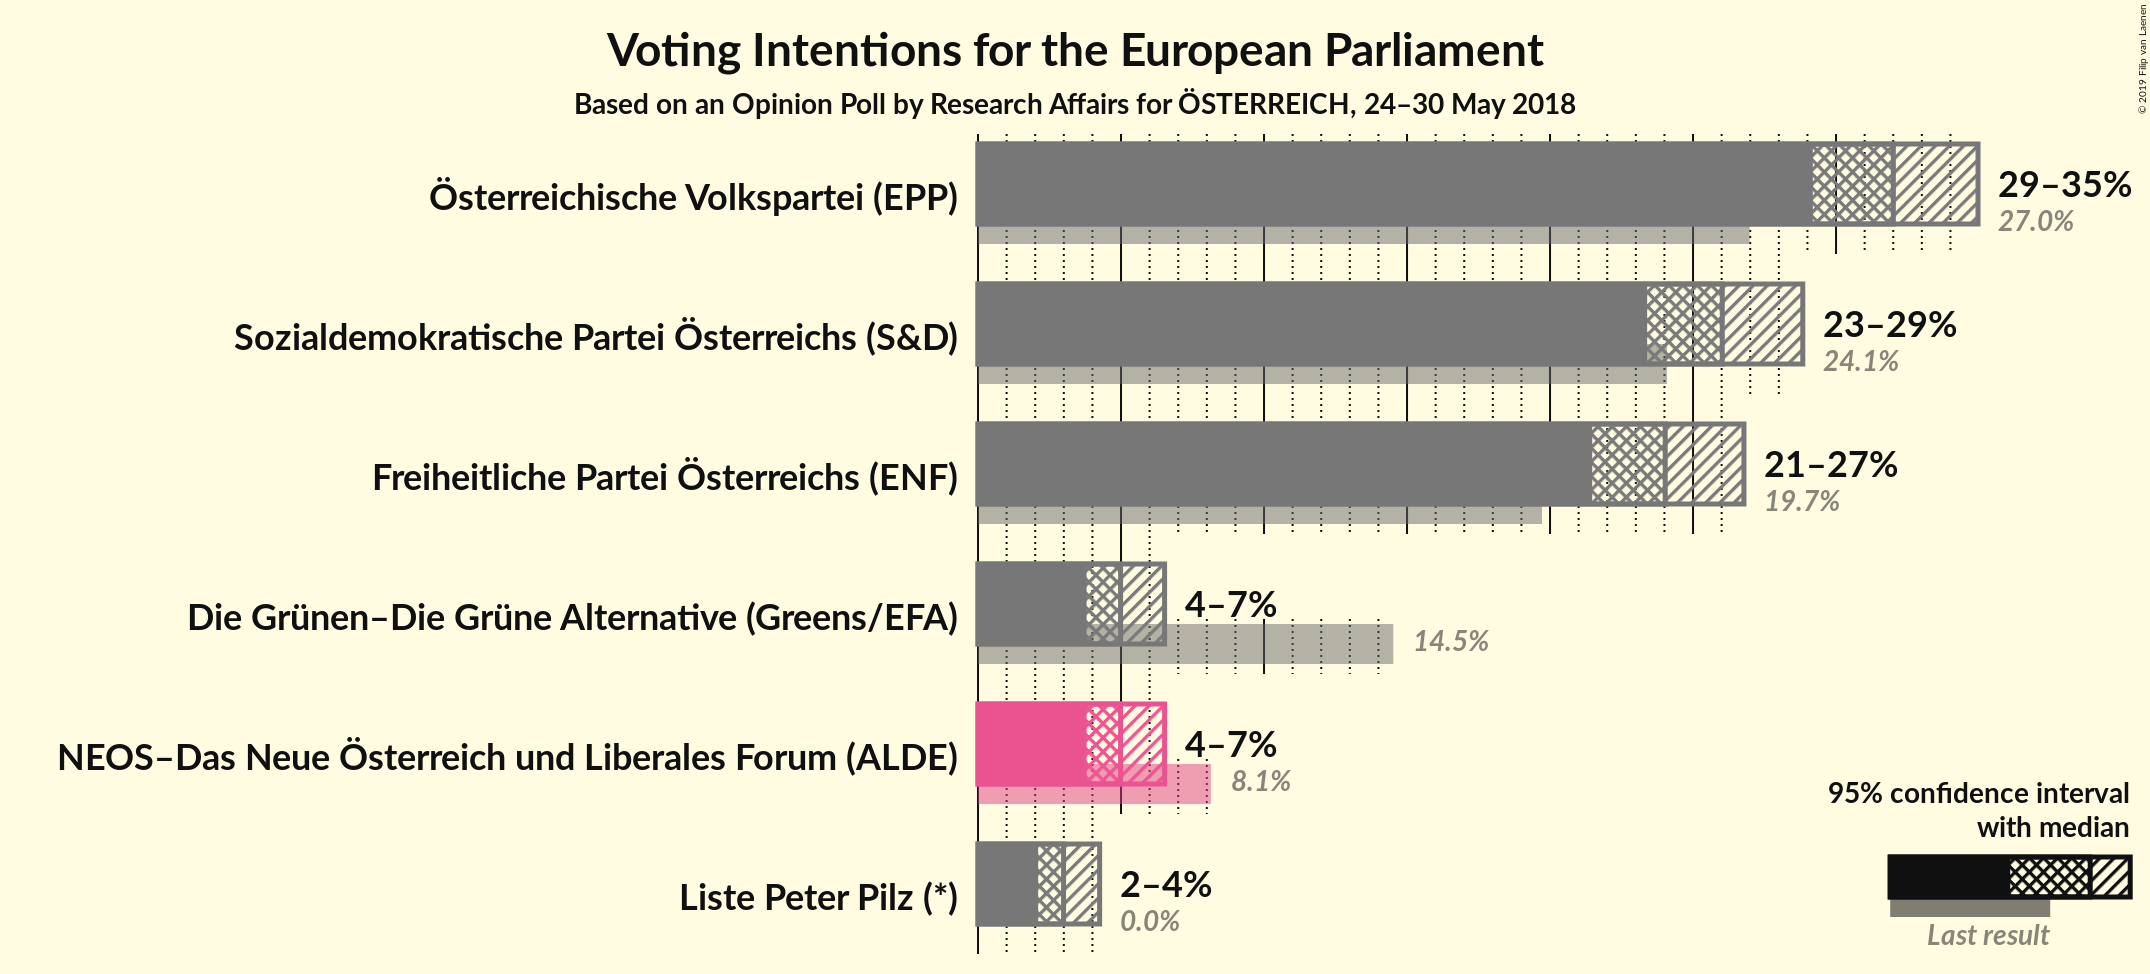 Voting Intentions for the European Parliament
Based on an Opinion Poll by Research Affairs for ÖSTERREICH, 24–30 May 2018
© 2019 Filip van Laenen
Österreichische Volkspartei (EPP)
29–35%
27.0%
Sozialdemokratische Partei Österreichs (S&D)
23–29%
24.1%
Freiheitliche Partei Österreichs (ENF)
21–27%
19.7%
Die Grünen–Die Grüne Alternative (Greens/EFA)
4–7%
14.5%
NEOS–Das Neue Österreich und Liberales Forum (ALDE)
4–7%
8.1%
Liste Peter Pilz (*)
2–4%
0.0%
95% confidence interval
with median
Last result